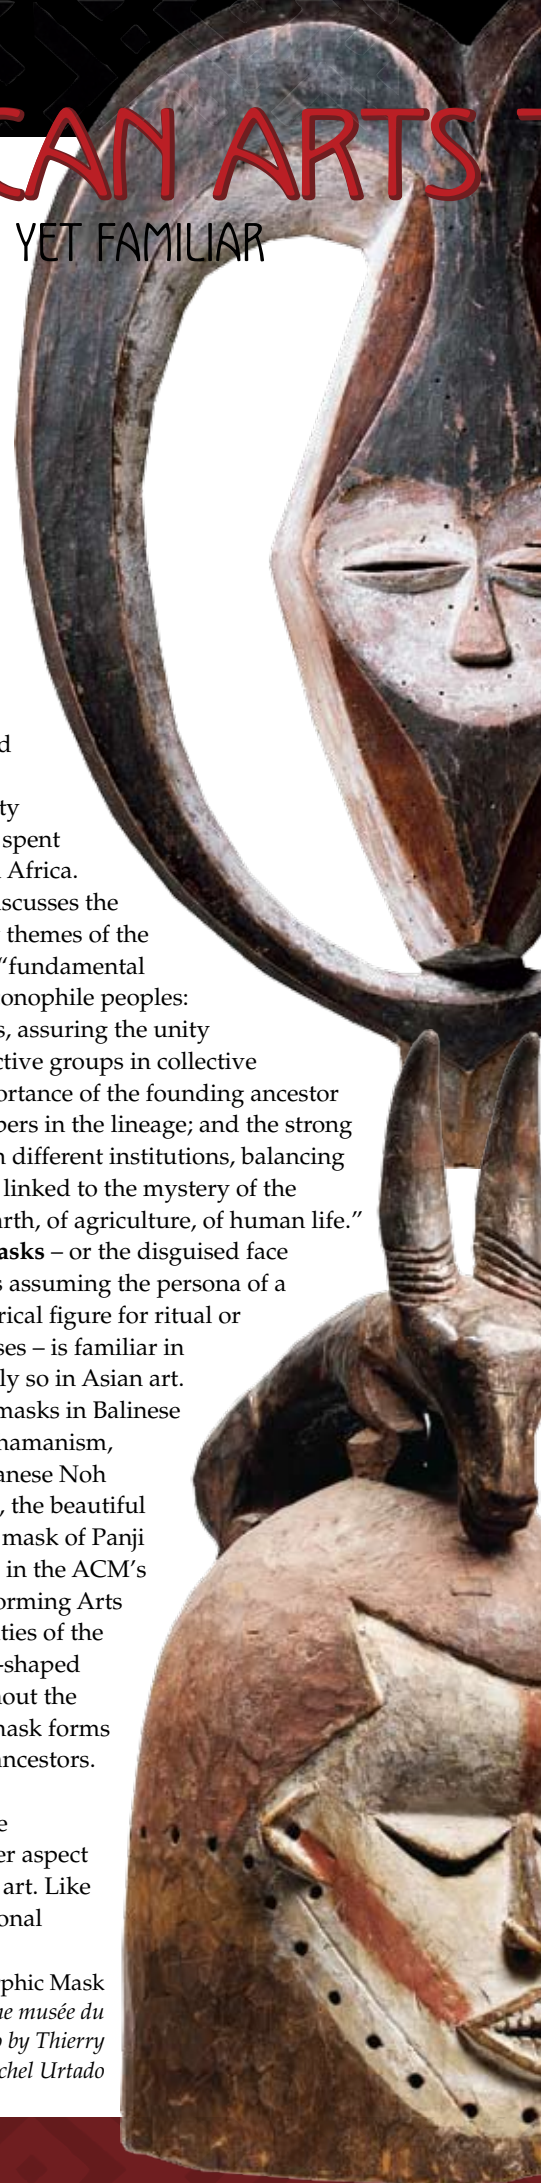 CAN ARTS T
YET FAMILIAR
d
ty
spent
Africa.
scusses the
themes of the
“fundamental
onophile peoples:
s, assuring the unity
ctive groups in collective
ortance of the founding ancestor
bers in the lineage; and the strong
n different institutions, balancing
linked to the mystery of the
arth, of agriculture, of human life.”
asks – or the disguised face
s assuming the persona of a
rical figure for ritual or
ses – is familiar in
ly so in Asian art.
masks in Balinese
hamanism,
anese Noh
, the beautiful
mask of Panji
in the ACM’s
orming Arts
ties of the
-shaped
hout the
mask forms
ancestors.
e
er aspect
art. Like
onal
phic Mask
ne musée du
o by Thierry
chel Urtado